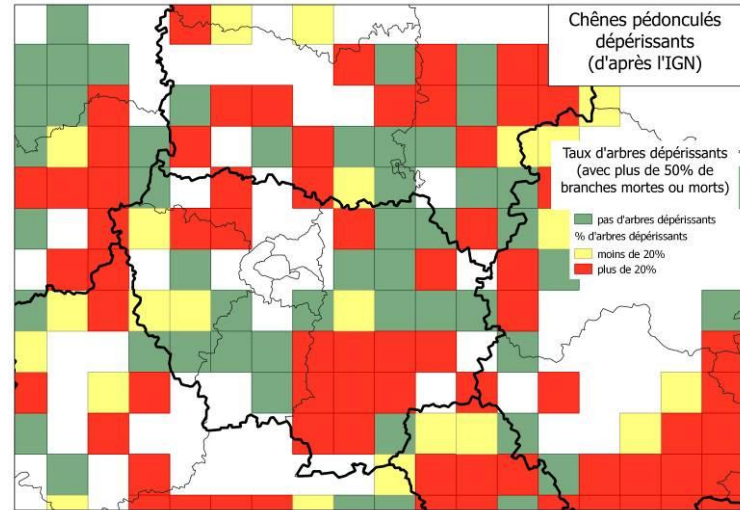 Chênes pédonculés
dépérissants
(d'après l'IGN)
Taux d'arbres dépérissants
(avec plus de 50% de
branches mortes ou morts)
pas d'arbres dépérissants
% d'arbres dépérissants
moins de 20%
plus de 20%